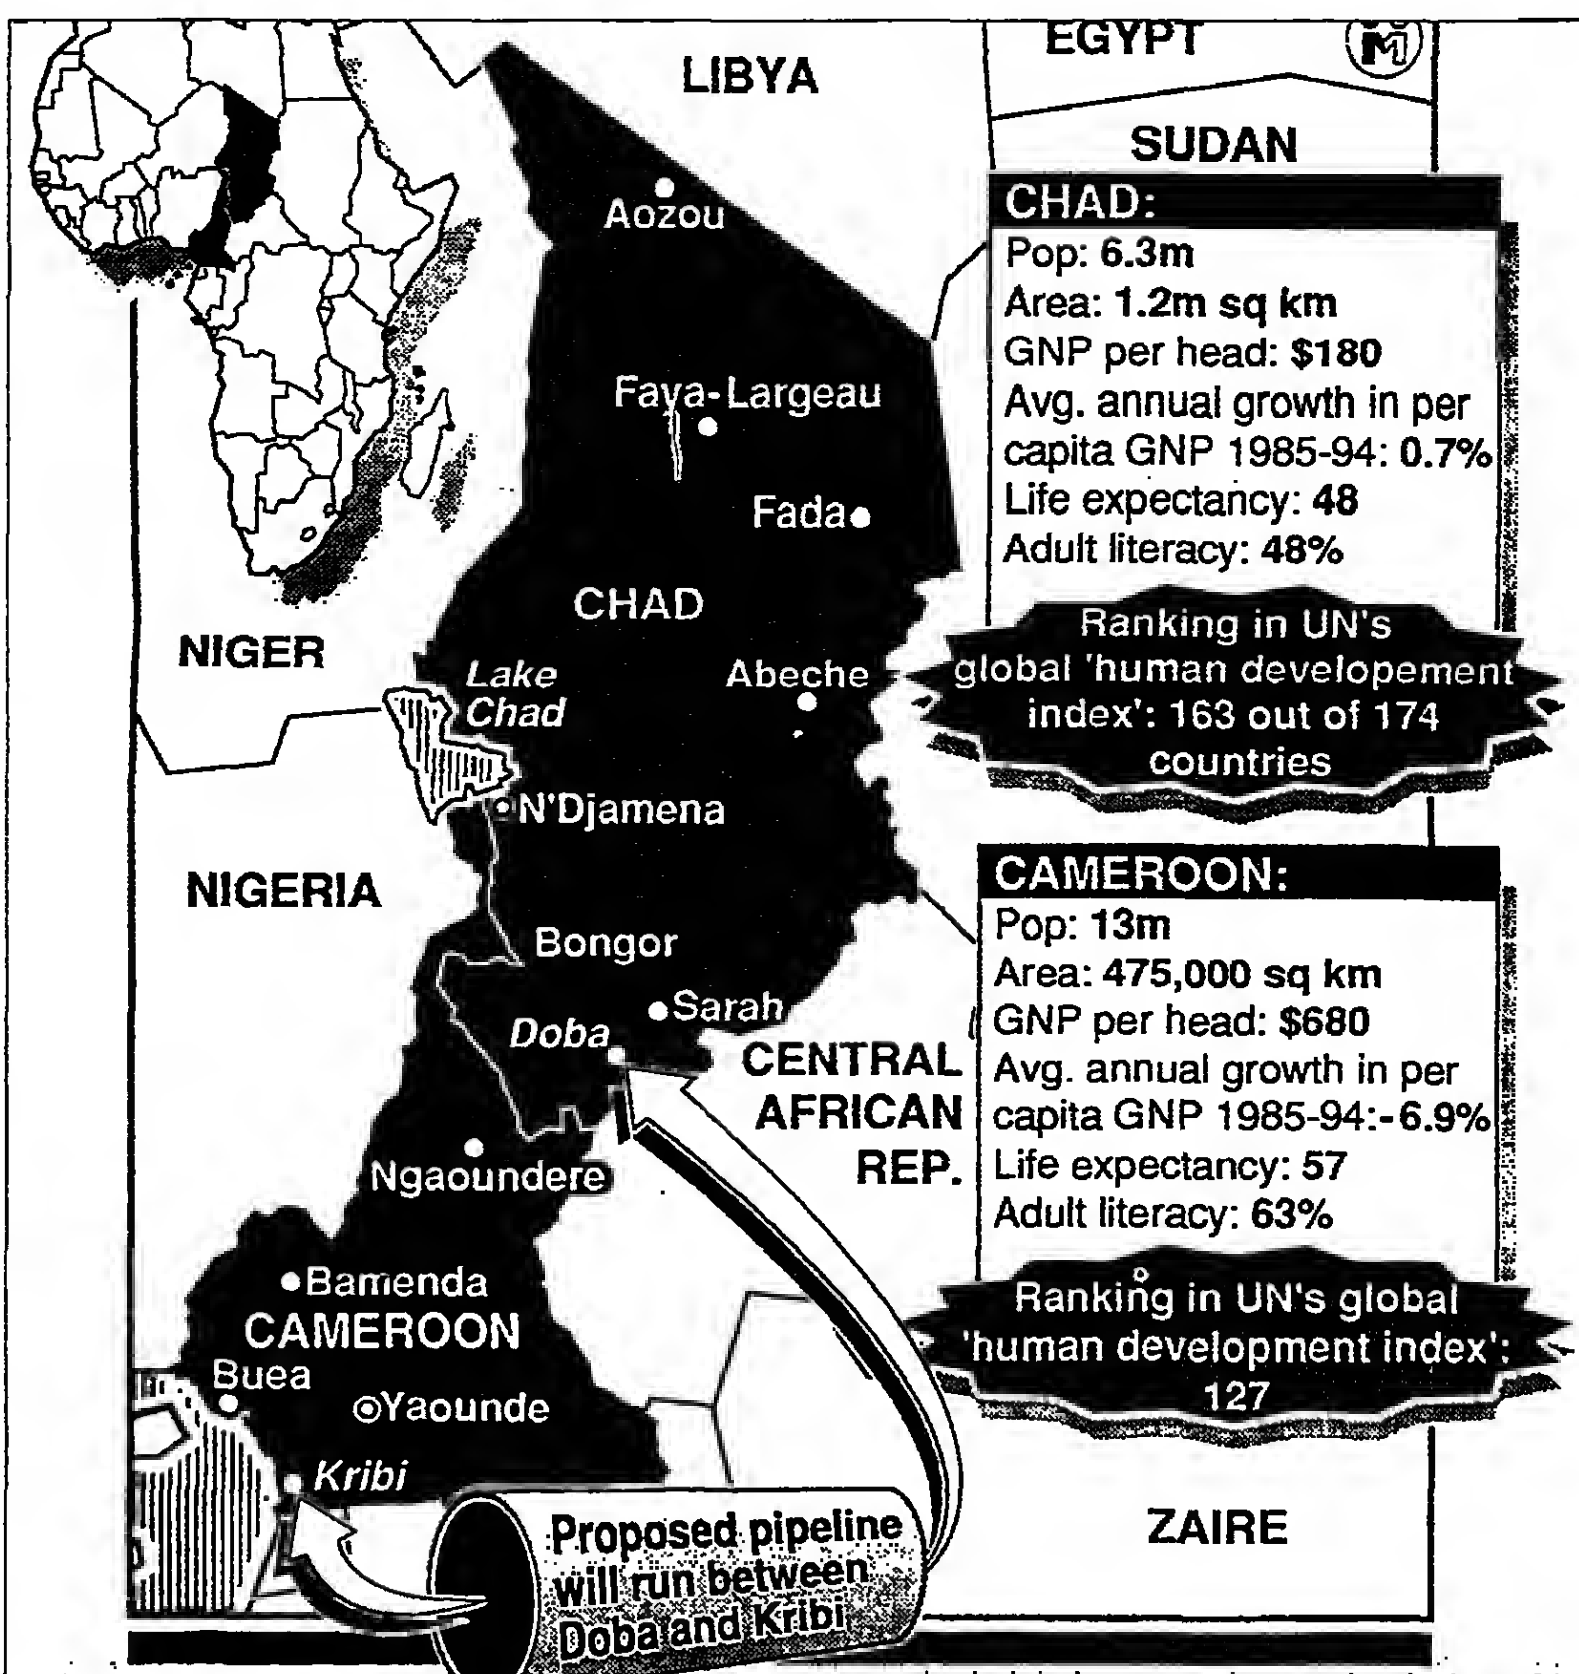 LIBYA
EGYPT
SUDAN
Aozou
Faya-Largeau
Fada
CHAD
NIGER
Lake
Chad
Abeche
N'Djamena
NIGERIA
Bongor
Sarah
Doba
CENTRAL
AFRICAN
REP.
Ngaoundere
Bamenda
CAMEROON
Buea
Yaounde
Kribi
ZAIRE
Proposed pipeline
will run between
Doba and Kribi
CHAD:
Pop: 6.3m
Area: 1.2m sq km
GNP per head: $180
Avg. annual growth in per
capita GNP 1985-94: 0.7%
Life expectancy: 48
Adult literacy: 48%
Ranking in UN's
global 'human developement
index': 163 out of 174
countries
CAMEROON:
Pop: 13m
Area: 475,000 sq km
GNP per head: $680
Avg. annual growth in per
capita GNP 1985-94:-6.9%
Life expectancy: 57
Adult literacy: 63%
Ranking in UN's global
'human development index':
127